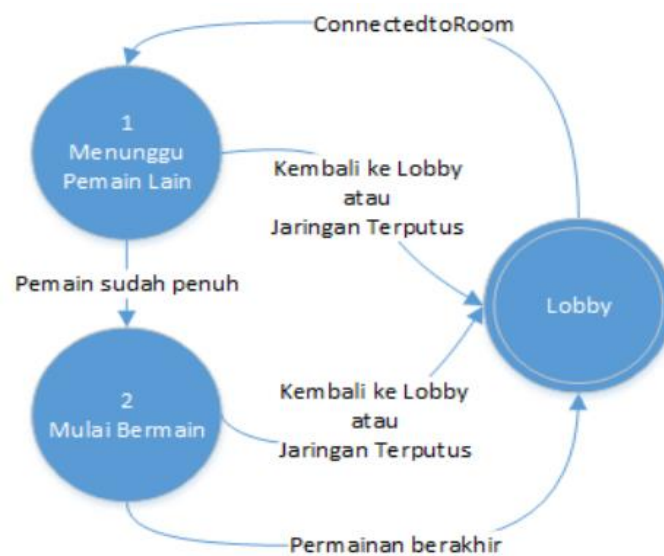 ConnectedtoRoom
1
Menunggu
Pemain Lain
Kembali ke Lobby
atau
Jaringan Terputus
Pemain sudah penuh
Lobby
2
Mulai Bermain
Kembali ke Lobby
atau
Jaringan Terputus
Permainan berakhir